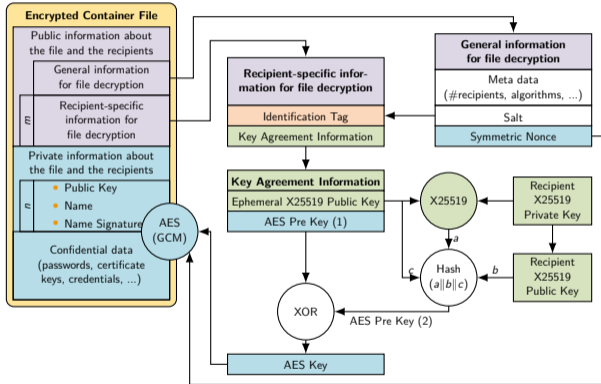 Encrypted Container File
Public information about
the file and the recipients
General information
for file decryption
m
Recipient-specific
information for
file decryption
Private information about
the file and the recipients
n
• Public Key
• Name
• Name Signature
AES
(GCM)
Confidential data
(passwords, certificate
keys, credentials, ...)
Recipient-specific infor-
mation for file decryption
Identification Tag
Key Agreement Information
General information
for file decryption
Meta data
(#recipients, algorithms, ...)
Salt
Symmetric Nonce
Key Agreement Information
Ephemeral X25519 Public Key
AES Pre Key (1)
X25519
Recipient
X25519
Private Key
a
c
Hash
(a||b||c)
b
Recipient
X25519
Public Key
XOR
AES Pre Key (2)
AES Key